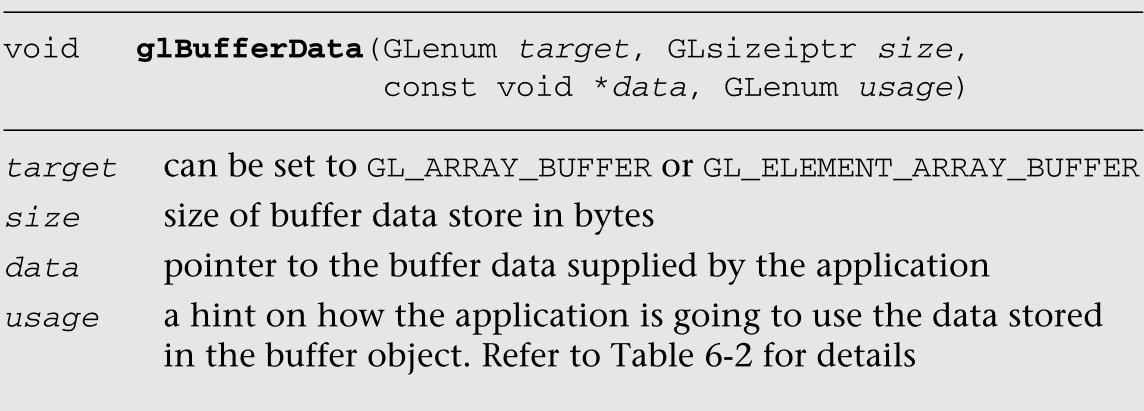 void glBufferData(GLenum target, GLsizeiptr size,
const void *data, GLenum usage)
target can be set to GL_ARRAY_BUFFER or GL_ELEMENT_ARRAY_BUFFER
size size of buffer data store in bytes
data pointer to the buffer data supplied by the application
usage a hint on how the application is going to use the data stored
in the buffer object. Refer to Table 6-2 for details